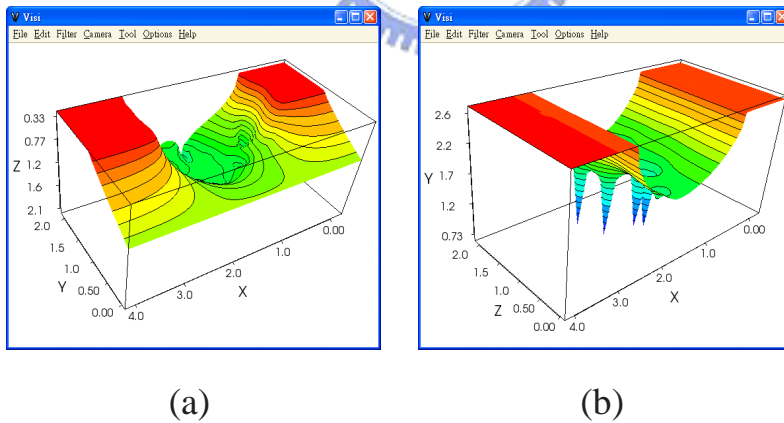 Visi
File Edit Filter Camera Tool Options Help
0.33
0.77
Z 1.2
1.6
2.1
2.0
1.5
1.0
Y 0.50
0.00
4.0
3.0
2.0
1.0
0.00
X
(a)
Visi
File Edit Filter Camera Tool Options Help
2.6
2.2
Y 1.7
1.2
0.73
2.0
1.5
1.0
Z 0.50
0.00
4.0
3.0
2.0
1.0
0.00
X
(b)